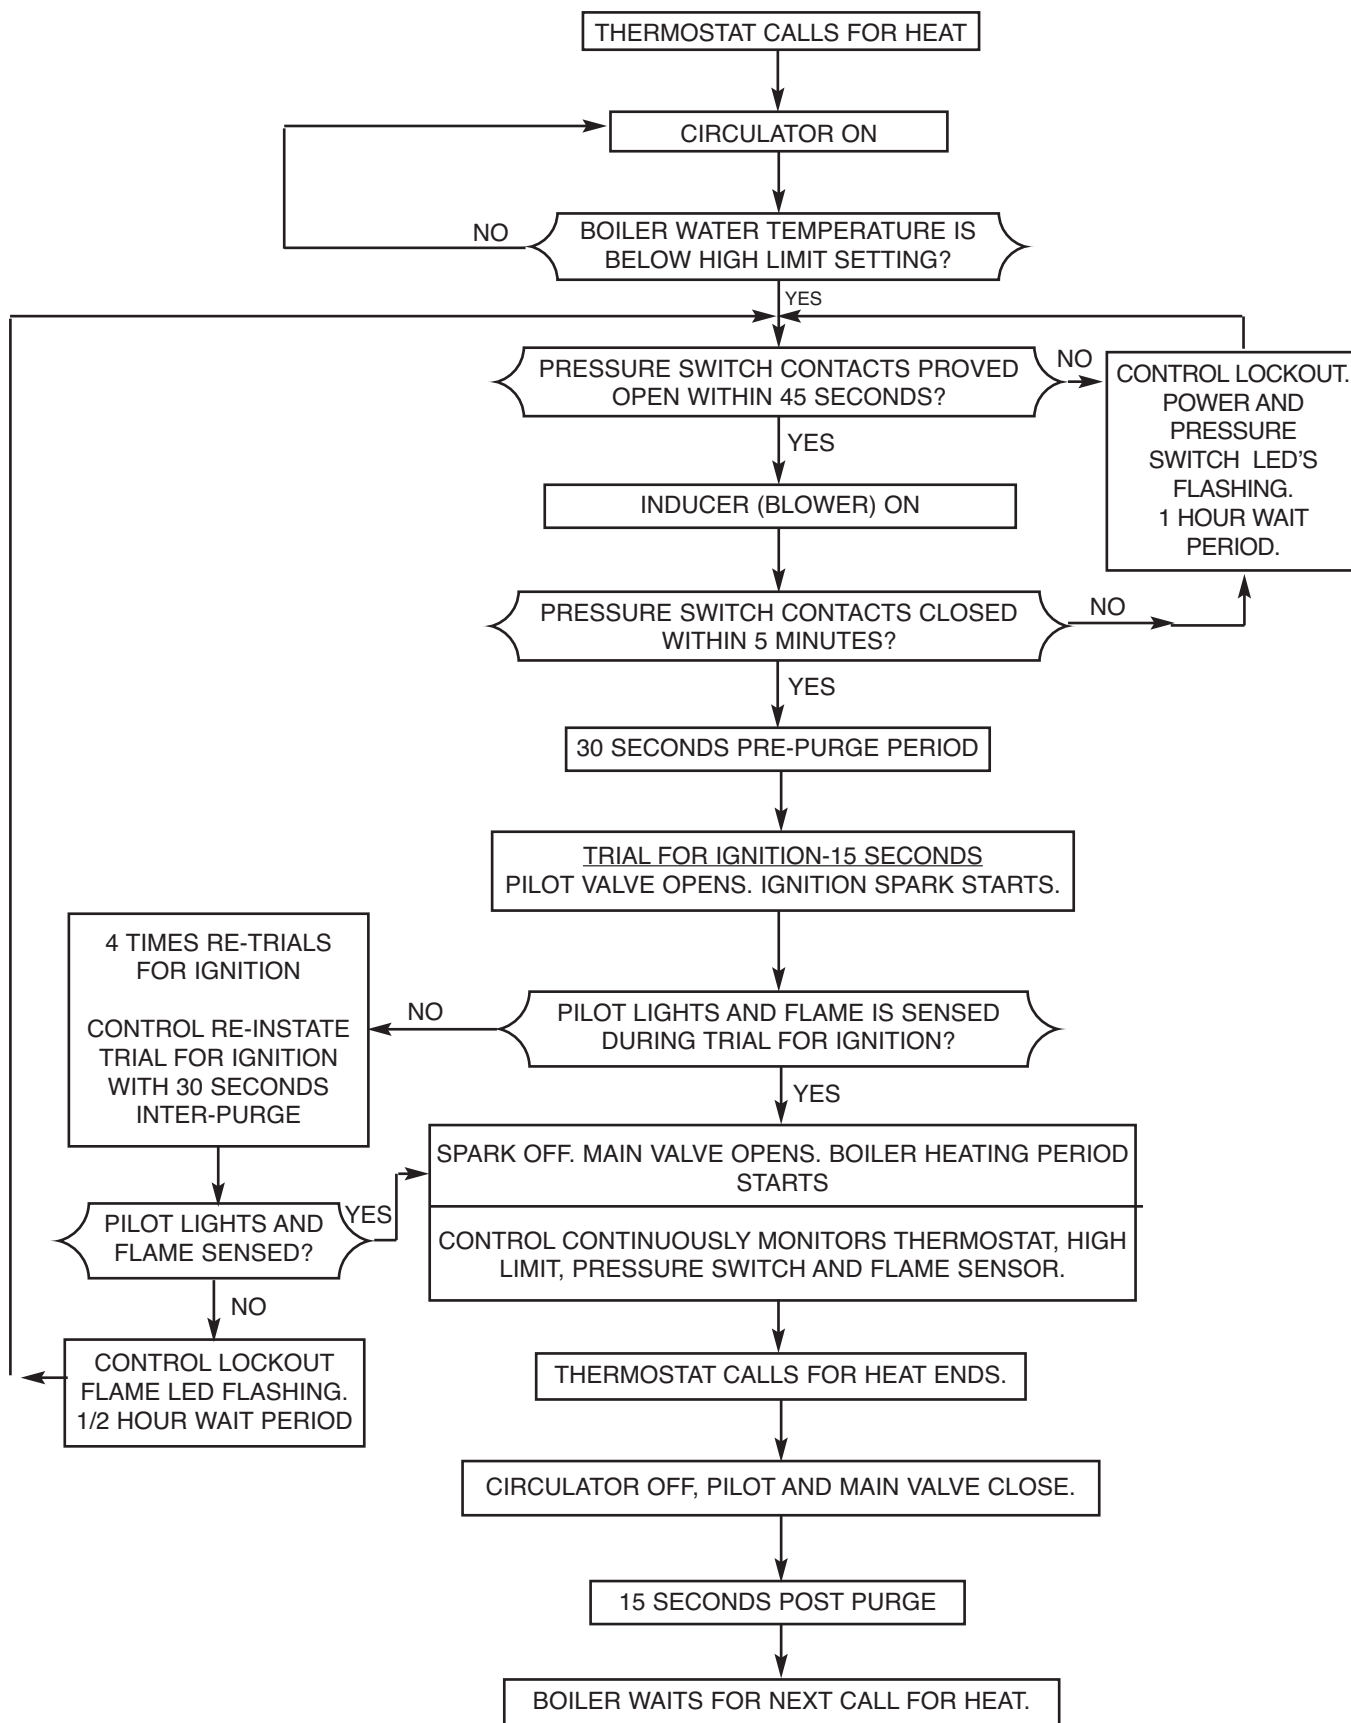 THERMOSTAT CALLS FOR HEAT
CIRCULATOR ON
NO
BOILER WATER TEMPERATURE IS
BELOW HIGH LIMIT SETTING?
YES
PRESSURE SWITCH CONTACTS PROVED
OPEN WITHIN 45 SECONDS?
NO
CONTROL LOCKOUT.
POWER AND
PRESSURE
SWITCH LED'S
FLASHING.
1 HOUR WAIT
PERIOD.
YES
INDUCER (BLOWER) ON
PRESSURE SWITCH CONTACTS CLOSED
WITHIN 5 MINUTES?
NO
YES
30 SECONDS PRE-PURGE PERIOD
TRIAL FOR IGNITION-15 SECONDS
PILOT VALVE OPENS. IGNITION SPARK STARTS.
PILOT LIGHTS AND FLAME IS SENSED
DURING TRIAL FOR IGNITION?
NO
4 TIMES RE-TRIALS
FOR IGNITION
CONTROL RE-INSTATE
TRIAL FOR IGNITION
WITH 30 SECONDS
INTER-PURGE
YES
SPARK OFF. MAIN VALVE OPENS. BOILER HEATING PERIOD
STARTS
PILOT LIGHTS AND
FLAME SENSED?
YES
CONTROL CONTINUOUSLY MONITORS THERMOSTAT, HIGH
LIMIT, PRESSURE SWITCH AND FLAME SENSOR.
NO
CONTROL LOCKOUT
FLAME LED FLASHING.
1/2 HOUR WAIT PERIOD
THERMOSTAT CALLS FOR HEAT ENDS.
CIRCULATOR OFF, PILOT AND MAIN VALVE CLOSE.
15 SECONDS POST PURGE
BOILER WAITS FOR NEXT CALL FOR HEAT.